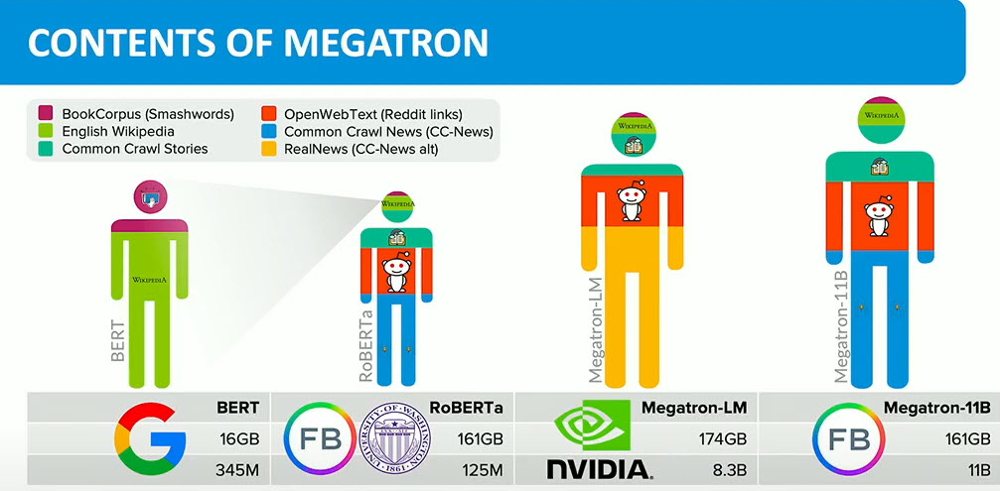 CONTENTS OF MEGATRON
BookCorpus (Smashwords)
English Wikipedia
Common Crawl Stories
OpenWebText (Reddit links)
Common Crawl News (CC-News)
RealNews (CC-News alt)
WIKIPEDIA
BERT
WIKIPEDIA
RoBERTa
WIKIPEDIA
Megatron-LM
WIKIPEDIA
Megatron-11B
BERT
16GB
345M
FB
UNIVERSITY OF WASHINGTON
1861
RoBERTa
161GB
125M
NVIDIA.
Megatron-LM
174GB
8.3B
FB
Megatron-11B
161GB
11B